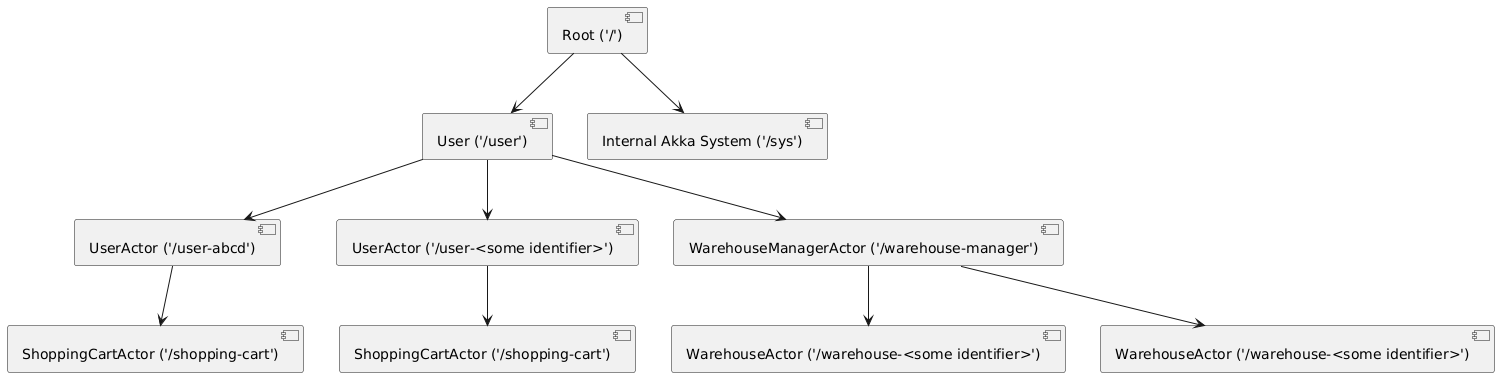 Root ('/')
User ('/user')
Internal Akka System ('/sys')
UserActor ('/user-abcd')
UserActor ('/user-<some identifier>')
WarehouseManagerActor ('/warehouse-manager')
ShoppingCartActor ('/shopping-cart')
ShoppingCartActor ('/shopping-cart')
WarehouseActor ('/warehouse-<some identifier>')
WarehouseActor ('/warehouse-<some identifier>')